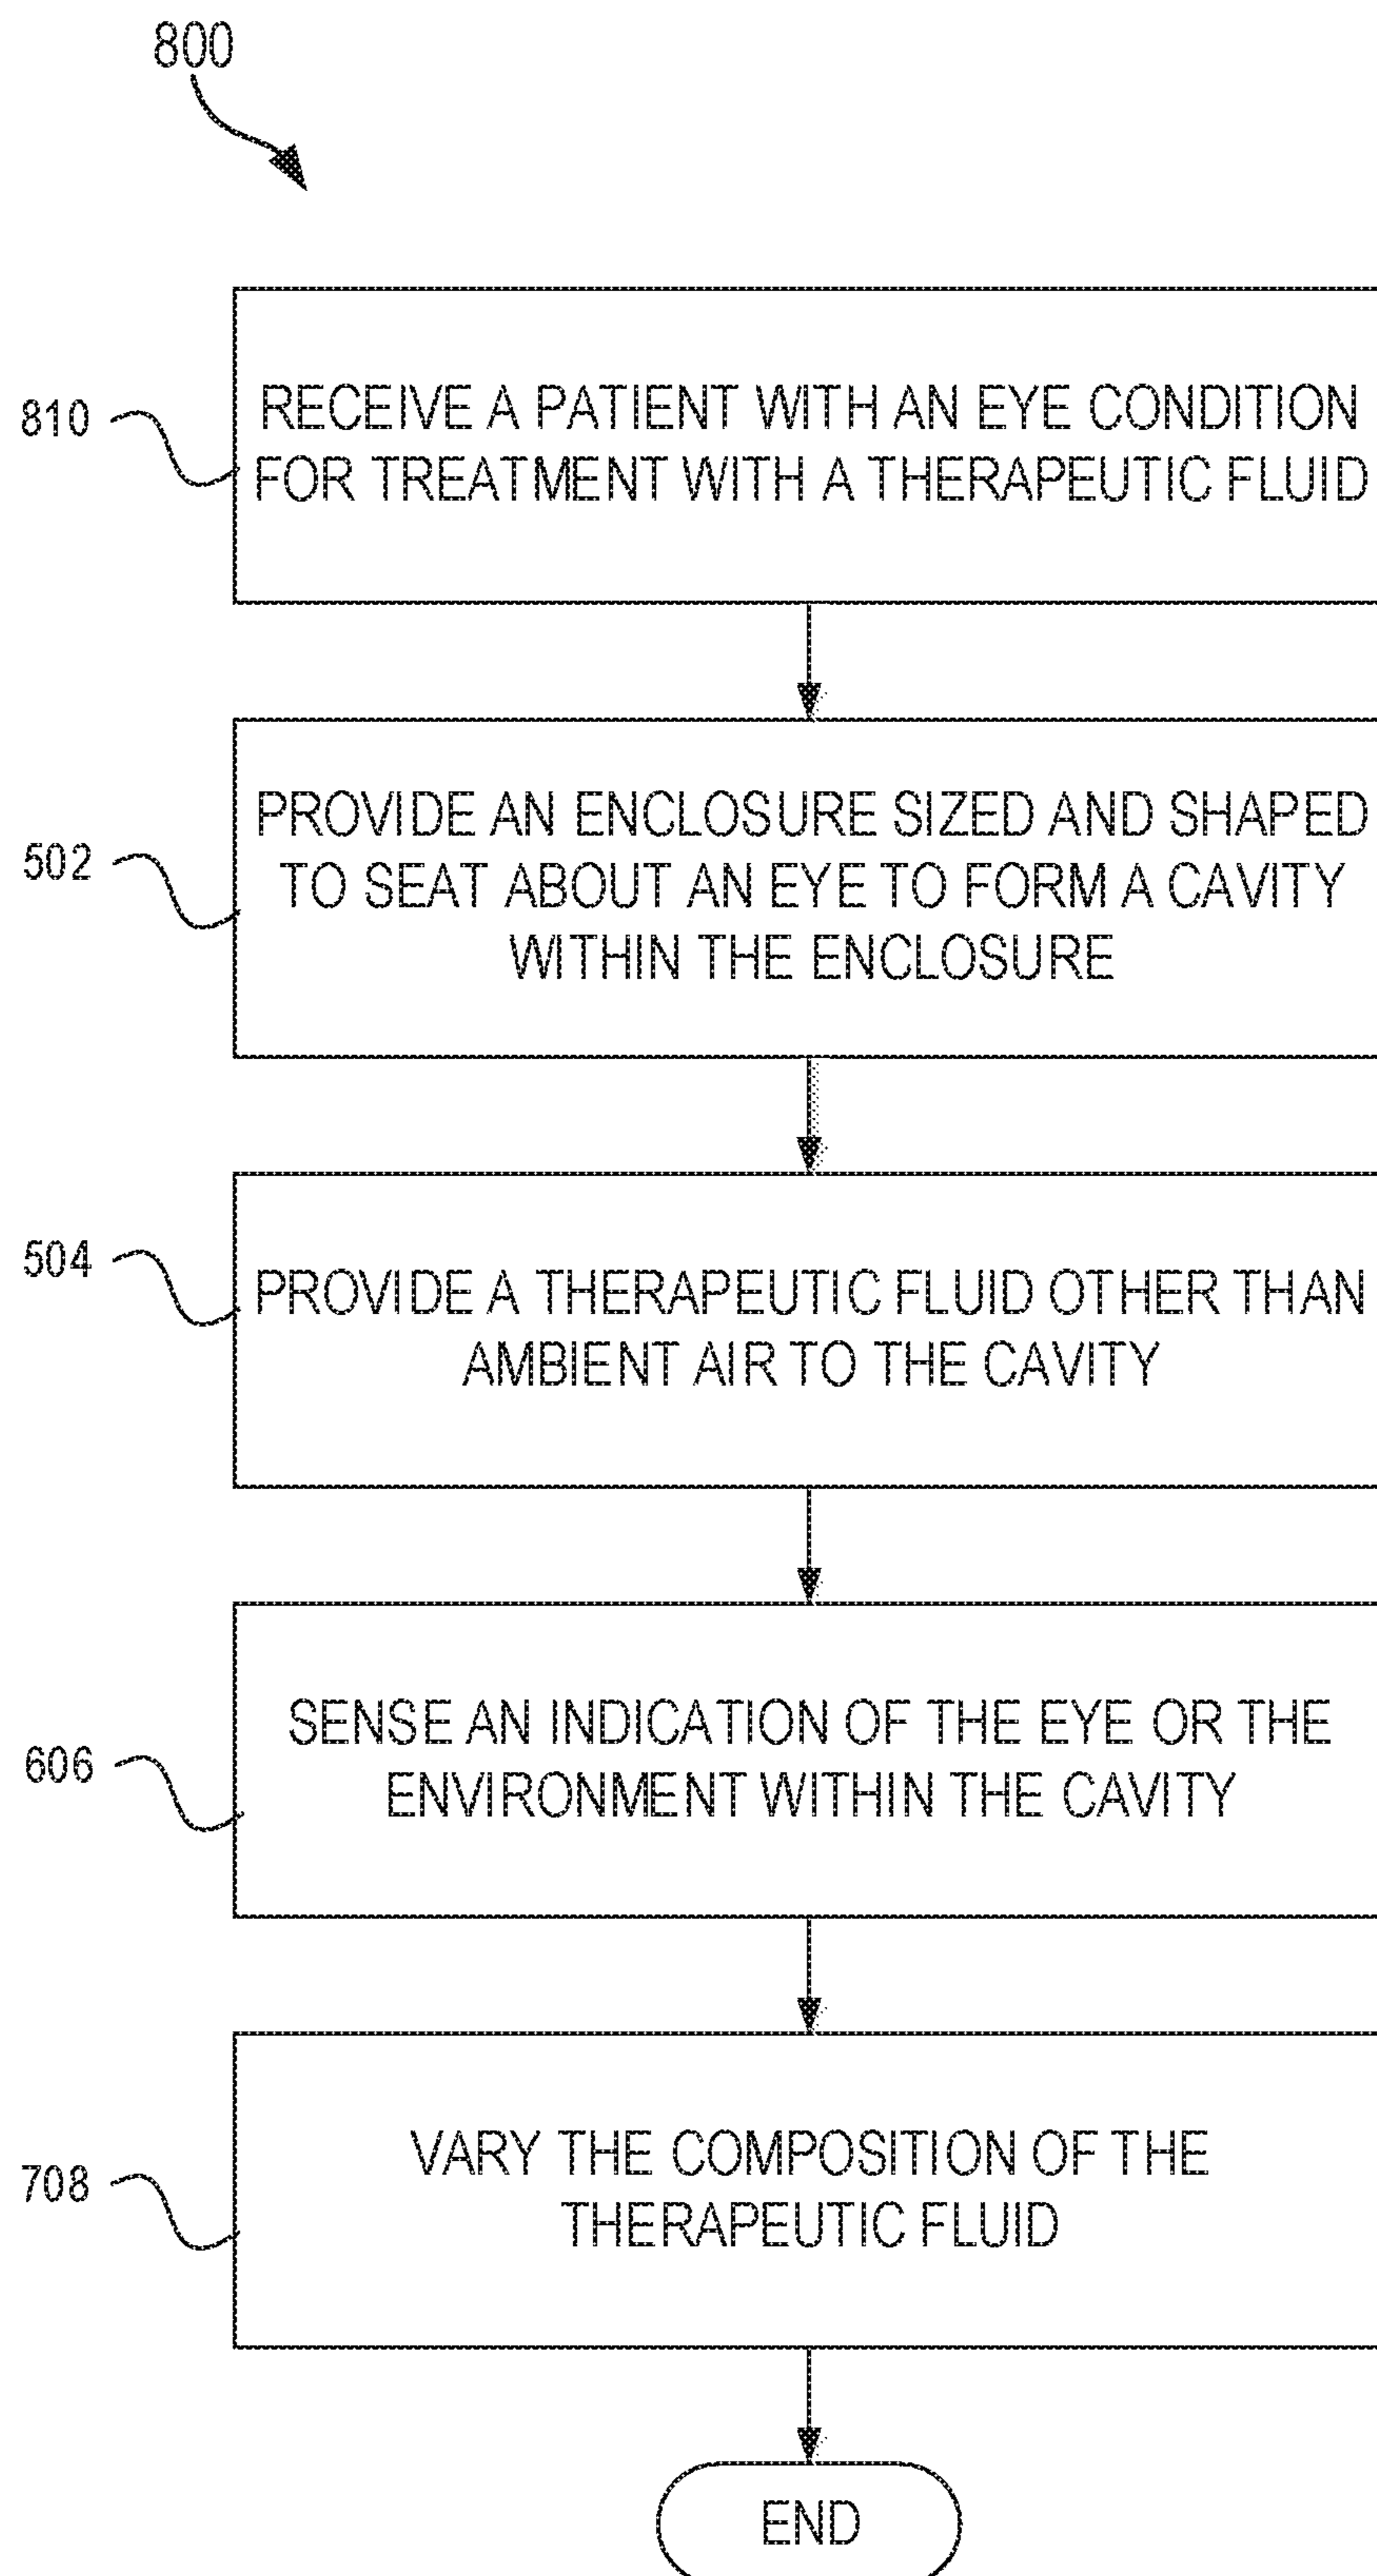 800
810
RECEIVE A PATIENT WITH AN EYE CONDITION
FOR TREATMENT WITH A THERAPEUTIC FLUID
502
PROVIDE AN ENCLOSURE SIZED AND SHAPED
TO SEAT ABOUT AN EYE TO FORM A CAVITY
WITHIN THE ENCLOSURE
504
PROVIDE A THERAPEUTIC FLUID OTHER THAN
AMBIENT AIR TO THE CAVITY
606
SENSE AN INDICATION OF THE EYE OR THE
ENVIRONMENT WITHIN THE CAVITY
708
VARY THE COMPOSITION OF THE
THERAPEUTIC FLUID
END